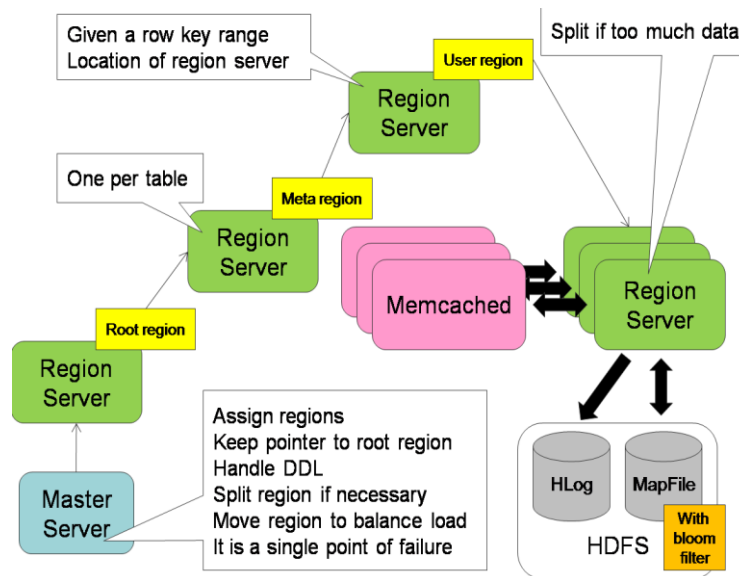 Given a row key range
Location of region server
User region
Split if too much data
Region
Server
One per table
Meta region
Region
Server
Memcached
Region
Server
Root region
Region
Server
Assign regions
Keep pointer to root region
Handle DDL
Split region if necessary
Move region to balance load
It is a single point of failure
Master
Server
HLog
MapFile
HDFS
With
bloom
filter